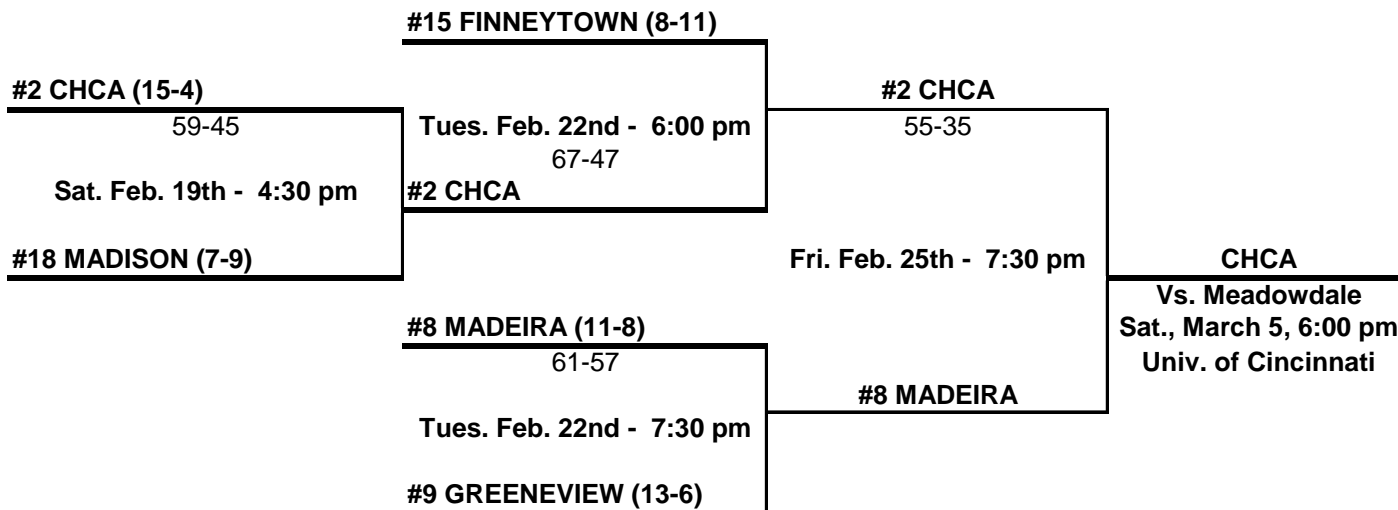 #15 FINNEYTOWN (8-11)
#2 CHCA (15-4)
#2 CHCA
59-45
Tues. Feb. 22nd - 6:00 pm
55-35
67-47
Sat. Feb. 19th - 4:30 pm
#2 CHCA
#18 MADISON (7-9)
Fri. Feb. 25th - 7:30 pm
CHCA
Vs. Meadowdale
#8 MADEIRA (11-8)
Sat., March 5, 6:00 pm
61-57
Univ. of Cincinnati
#8 MADEIRA
Tues. Feb. 22nd - 7:30 pm
#9 GREENEVIEW (13-6)